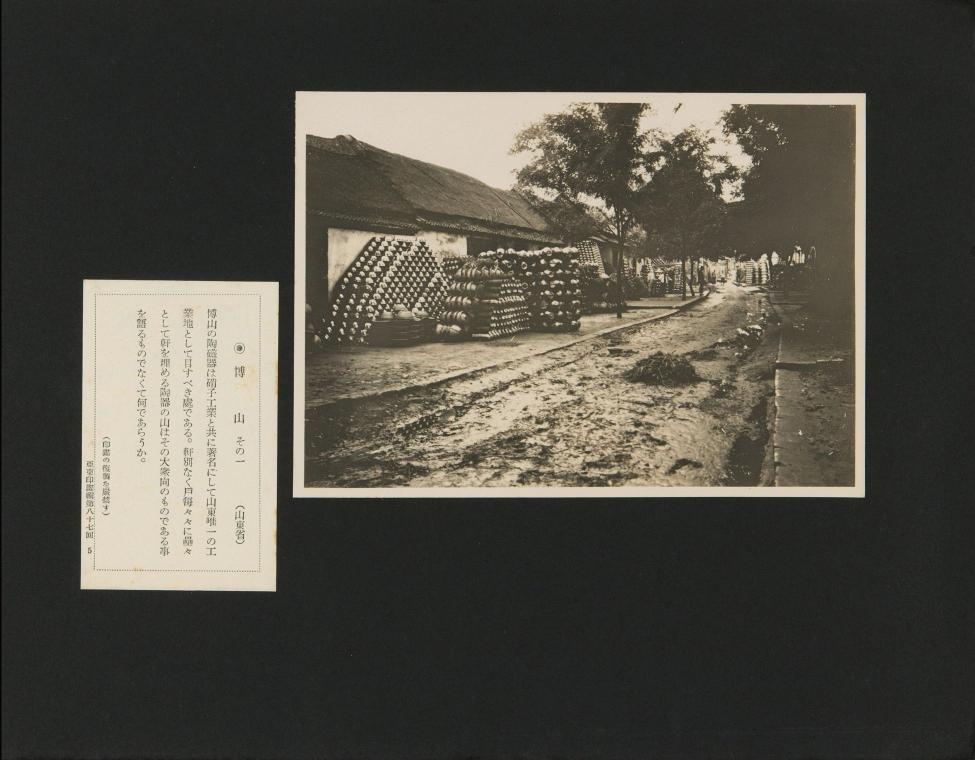 ◉ 博山 その一 (山東省)
博山の陶磁器は硝子工業と共に著名にして山東唯一の工
業地として目すべき處である。軒別なく戸每々々に壘々
として軒を埋める陶器の山はその大衆向のものである事
を語るものでなくて何であらうか。
(印畫の複製を嚴禁す)
亞東印畫輯第八十七回 5